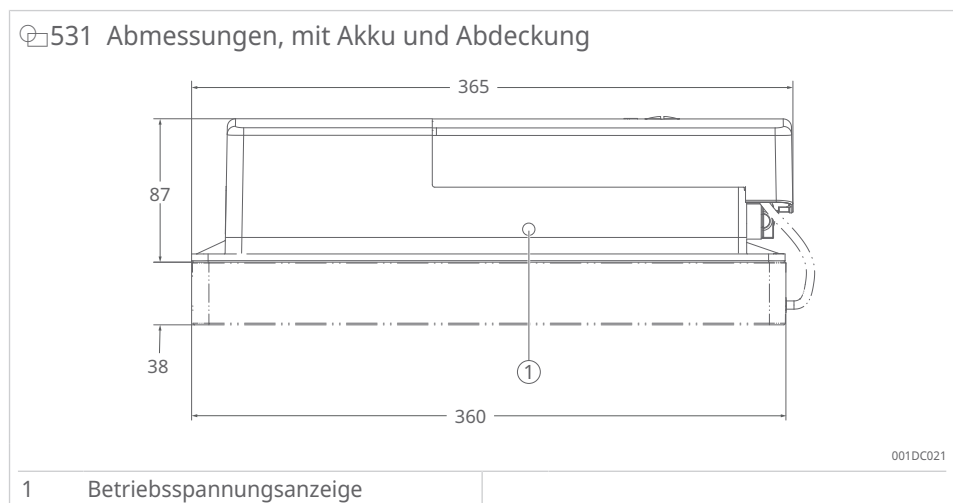 531 Abmessungen, mit Akku und Abdeckung
365
87
38
1
360
001DC021
1 Betriebsspannungsanzeige